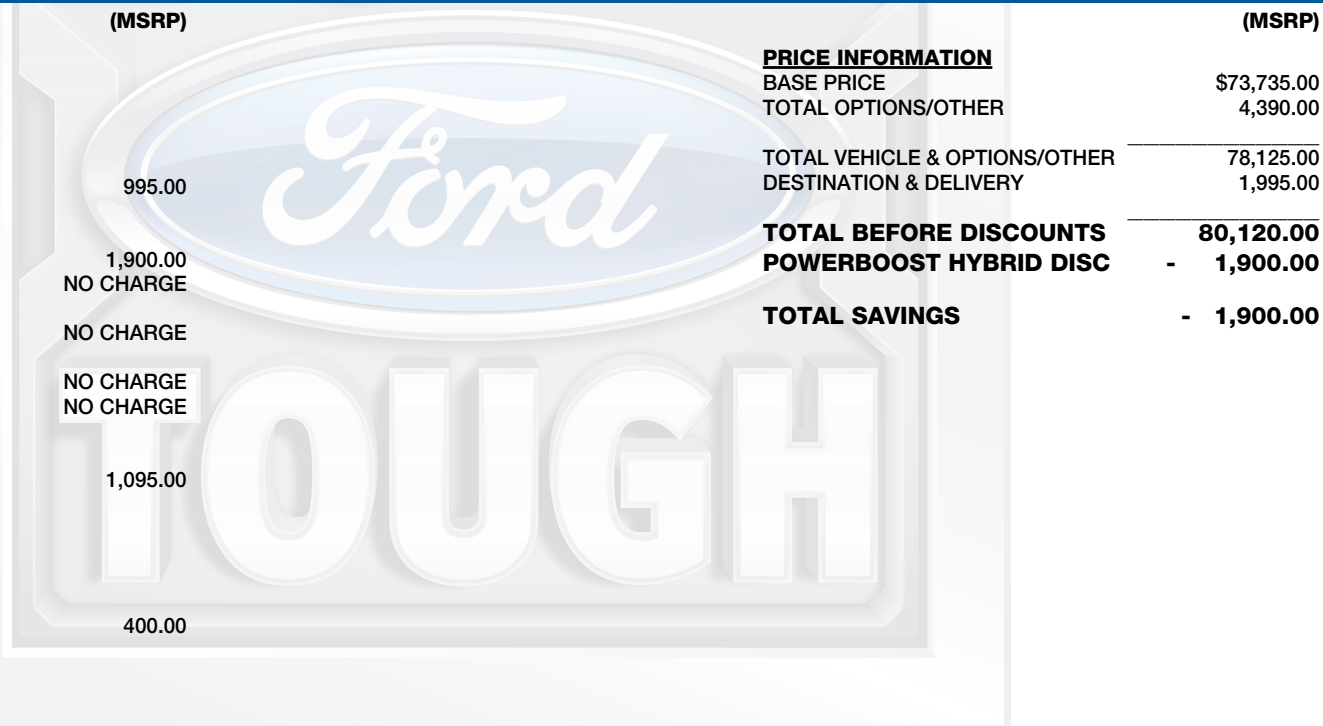 (MSRP)
995.00
1,900.00
NO CHARGE
NO CHARGE
NO CHARGE
NO CHARGE
1,095.00
400.00
(MSRP)
PRICE INFORMATION
BASE PRICE $73,735.00
TOTAL OPTIONS/OTHER 4,390.00
TOTAL VEHICLE & OPTIONS/OTHER 78,125.00
DESTINATION & DELIVERY 1,995.00
TOTAL BEFORE DISCOUNTS 80,120.00
POWERBOOST HYBRID DISC - 1,900.00
TOTAL SAVINGS - 1,900.00
Ford
TOUGH